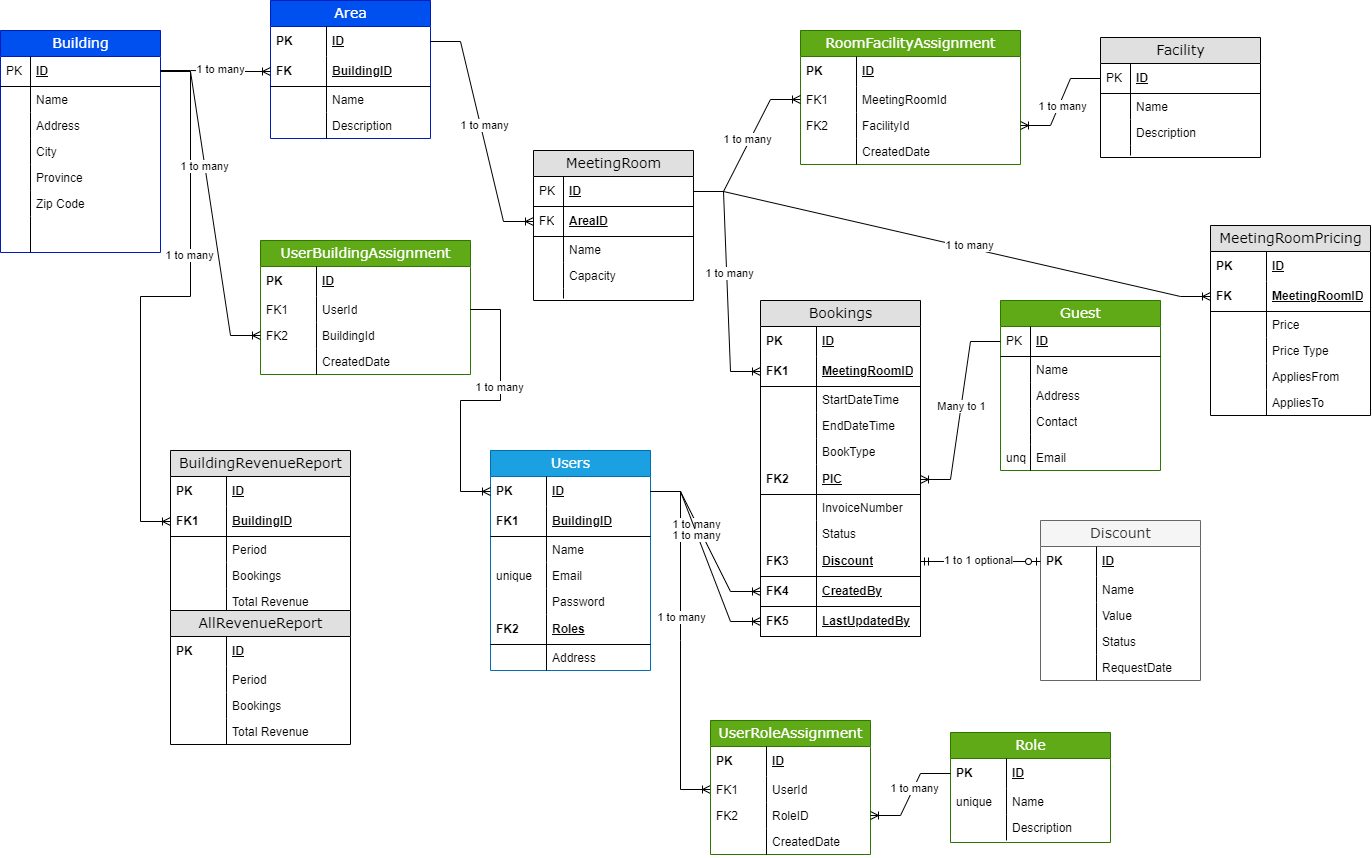 Building
PK ID
Name
Address
City
Province
Zip Code
Area
PK ID
FK BuildingID
Name
Description
1 to many
1 to many
1 to many
1 to many
MeetingRoom
PK ID
FK AreaID
Name
Capacity
RoomFacilityAssignment
PK ID
FK1 MeetingRoomId
FK2 FacilityId
CreatedDate
1 to many
1 to many
Facility
PK ID
Name
Description
1 to many
1 to many
MeetingRoomPricing
PK ID
FK MeetingRoomID
Price
Price Type
AppliesFrom
AppliesTo
UserBuildingAssignment
PK ID
FK1 UserId
FK2 BuildingId
CreatedDate
1 to many
Bookings
PK ID
FK1 MeetingRoomID
StartDateTime
EndDateTime
BookType
FK2 PIC
InvoiceNumber
Status
FK3 Discount
FK4 CreatedBy
FK5 LastUpdatedBy
Many to 1
Guest
PK ID
Name
Address
Contact
unq Email
BuildingRevenueReport
PK ID
FK1 BuildingID
Period
Bookings
Total Revenue
AllRevenueReport
PK ID
Period
Bookings
Total Revenue
Users
PK ID
FK1 BuildingID
Name
unique Email
Password
FK2 Roles
Address
1 to many
1 to many
1 to many
1 to 1 optional
Discount
PK ID
Name
Value
Status
RequestDate
UserRoleAssignment
PK ID
FK1 UserId
FK2 RoleID
CreatedDate
1 to many
Role
PK ID
unique Name
Description